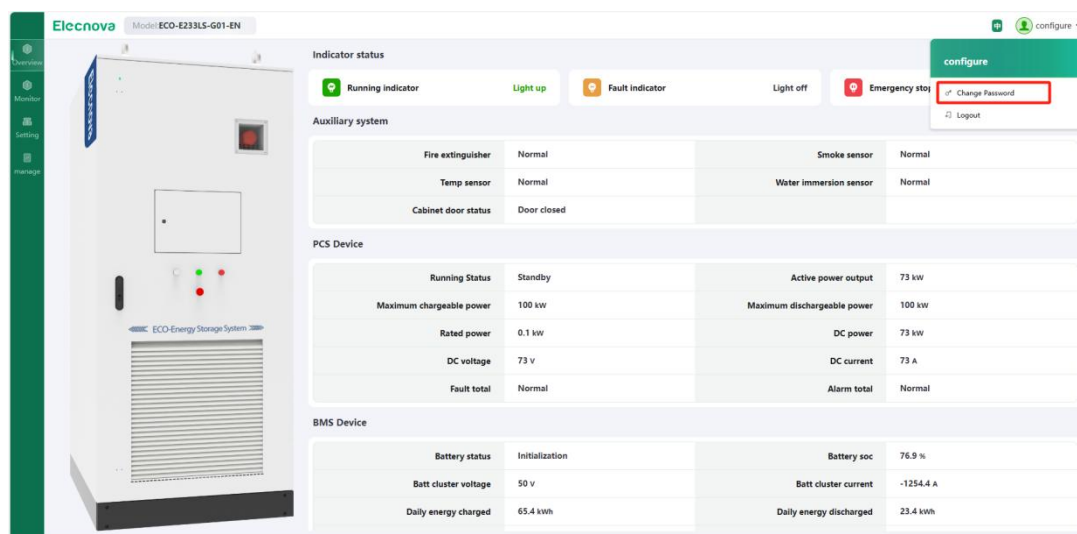 Elecnova Model:ECO-E233LS-G01-EN 中 configure
Overview
Monitor
Setting
manage
Elecnova
ECO-Energy Storage System
Indicator status
Running indicator Light up Fault indicator Light off Emergency stop
configure
Change Password
Logout
Auxiliary system
Fire extinguisher Normal Smoke sensor Normal
Temp sensor Normal Water immersion sensor Normal
Cabinet door status Door closed
PCS Device
Running Status Standby Active power output 73 kW
Maximum chargeable power 100 kW Maximum dischargeable power 100 kW
Rated power 0.1 kW DC power 73 kW
DC voltage 73 V DC current 73 A
Fault total Normal Alarm total Normal
BMS Device
Battery status Initialization Battery soc 76.9 %
Batt cluster voltage 50 V Batt cluster current -1254.4 A
Daily energy charged 65.4 kWh Daily energy discharged 23.4 kWh